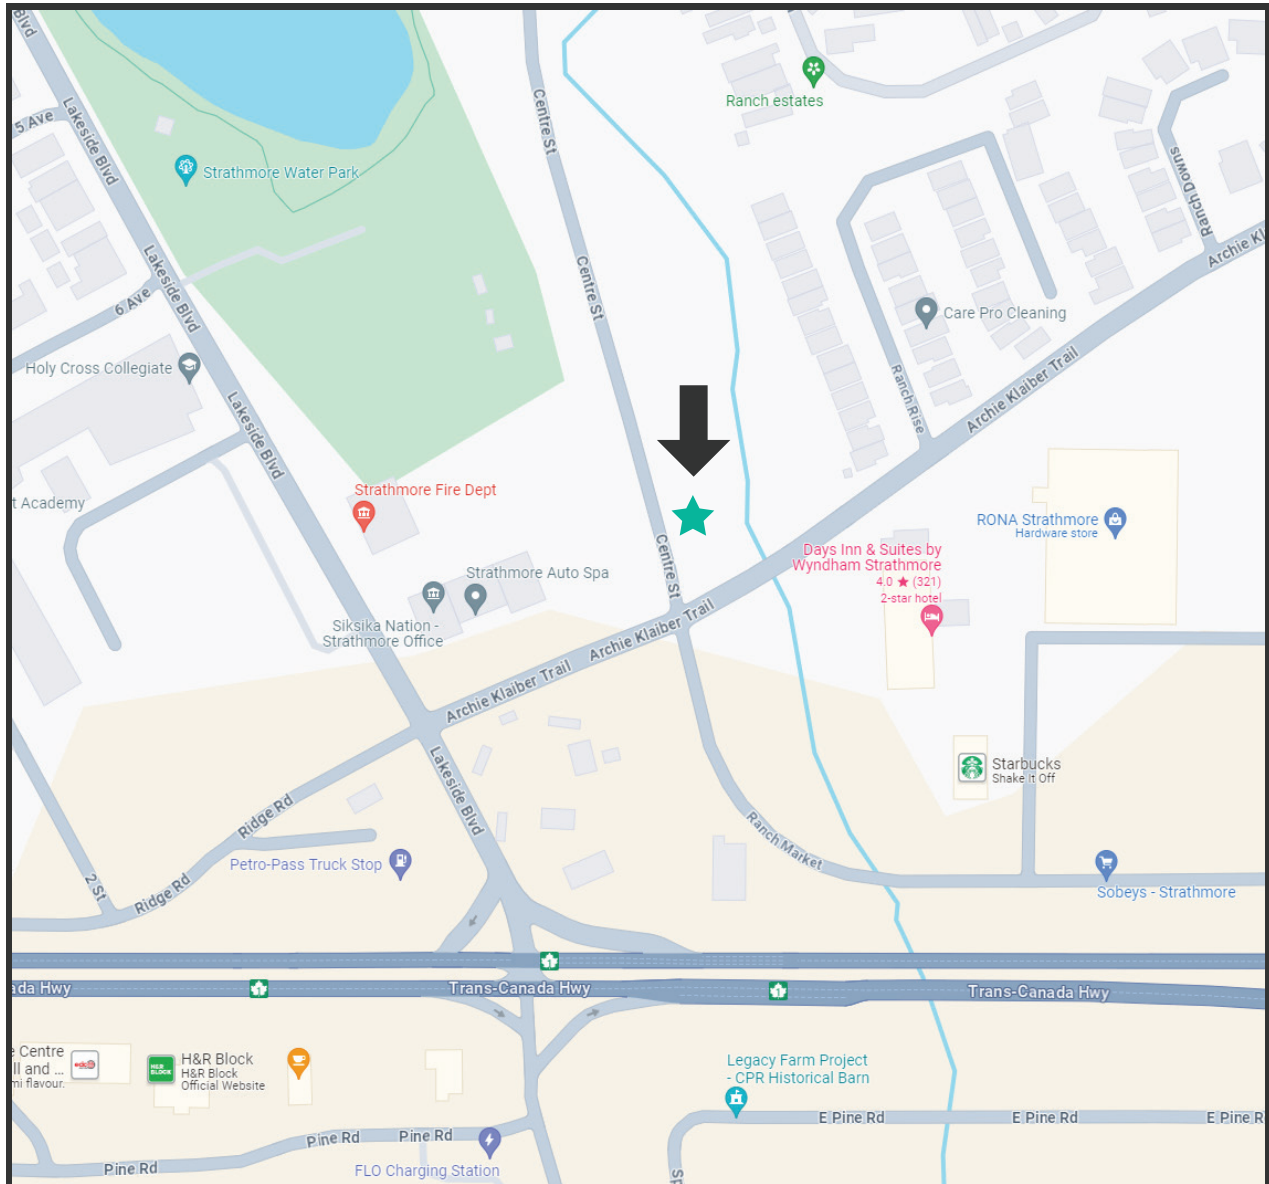 Blvd
Lakeside Blvd
5 Ave
Centre St
Ranch estates
Strathmore Water Park
Ranch Downs
Archie Kl
Lakeside Blvd
6 Ave
Centre St
Care Pro Cleaning
Holy Cross Collegiate
Ranch Rise
Archie Klaiber Trail
Lakeside Blvd
t Academy
Strathmore Fire Dept
RONA Strathmore
Hardware store
Centre St
Days Inn & Suites by
Wyndham Strathmore
4.0 ★ (321)
2-star hotel
Strathmore Auto Spa
Siksika Nation -
Strathmore Office
Archie Klaiber Trail
Archie Klaiber Trail
Lakeside Blvd
Starbucks
Shake It Off
Ridge Rd
Ranch Market
Petro-Pass Truck Stop
2 St
Ridge Rd
Sobeys - Strathmore
1
ada Hwy
1
Trans-Canada Hwy
1
Trans-Canada Hwy
e Centre
ll and ...
mi flavour.
H&R BLOCK
H&R Block
H&R Block
Official Website
Legacy Farm Project
- CPR Historical Barn
E Pine Rd
E Pine Rd
E Pine R
Pine Rd
Pine Rd
Pine Rd
FLO Charging Station
Sp